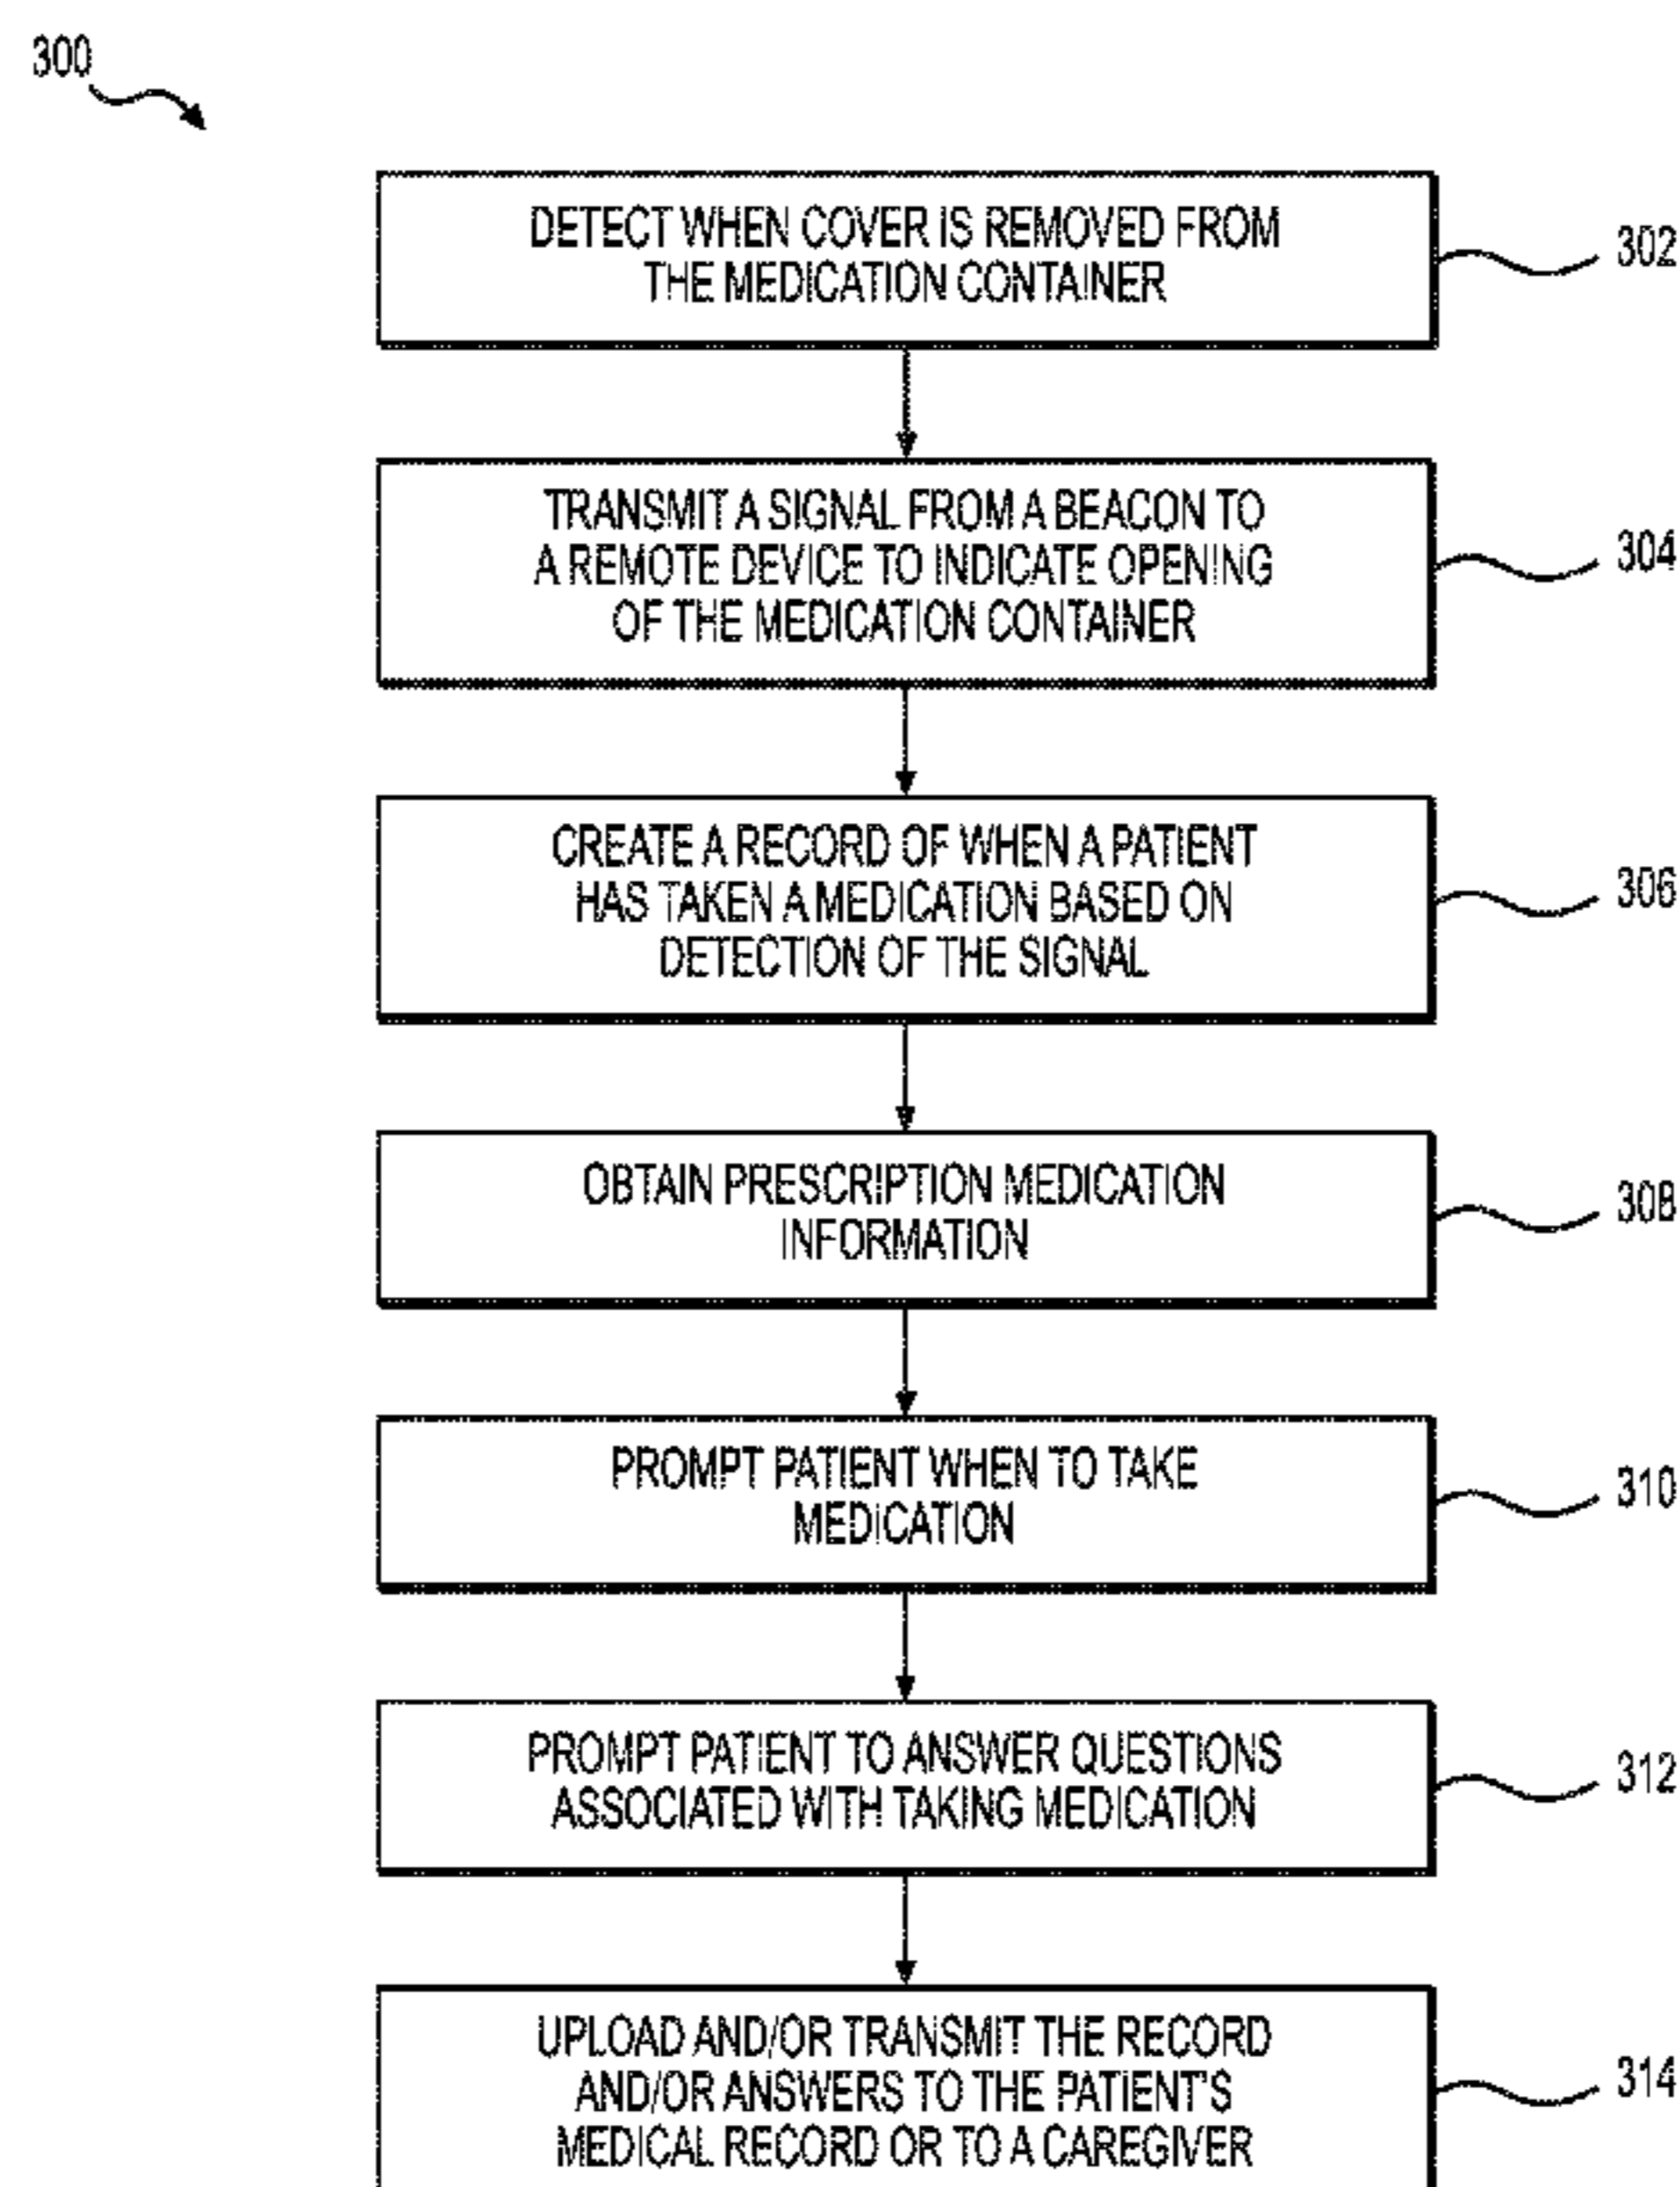 300
DETECT WHEN COVER IS REMOVED FROM
THE MEDICATION CONTAINER
302
TRANSMIT A SIGNAL FROM A BEACON TO
A REMOTE DEVICE TO INDICATE OPENING
OF THE MEDICATION CONTAINER
304
CREATE A RECORD OF WHEN A PATIENT
HAS TAKEN A MEDICATION BASED ON
DETECTION OF THE SIGNAL
306
OBTAIN PRESCRIPTION MEDICATION
INFORMATION
308
PROMPT PATIENT WHEN TO TAKE
MEDICATION
310
PROMPT PATIENT TO ANSWER QUESTIONS
ASSOCIATED WITH TAKING MEDICATION
312
UPLOAD AND/OR TRANSMIT THE RECORD
AND/OR ANSWERS TO THE PATIENT'S
MEDICAL RECORD OR TO A CAREGIVER
314